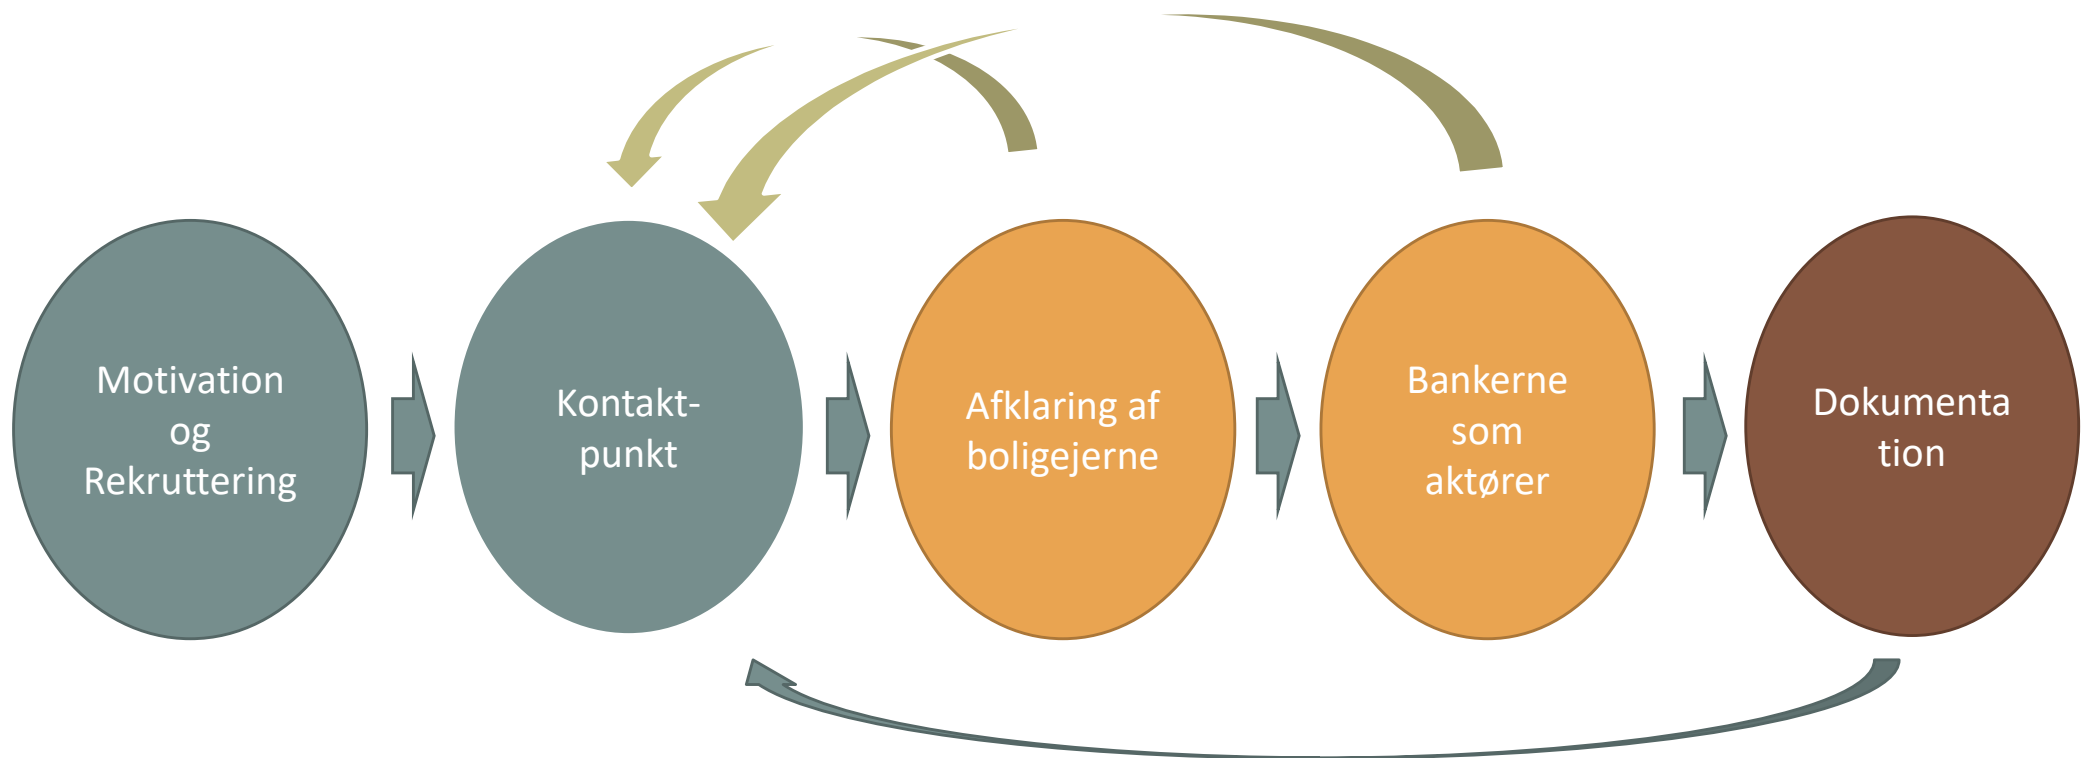 Motivation
og
Rekruttering
Kontakt-
punkt
Afklaring af
boligejerne
Bankerne
som
aktører
Dokumenta
tion